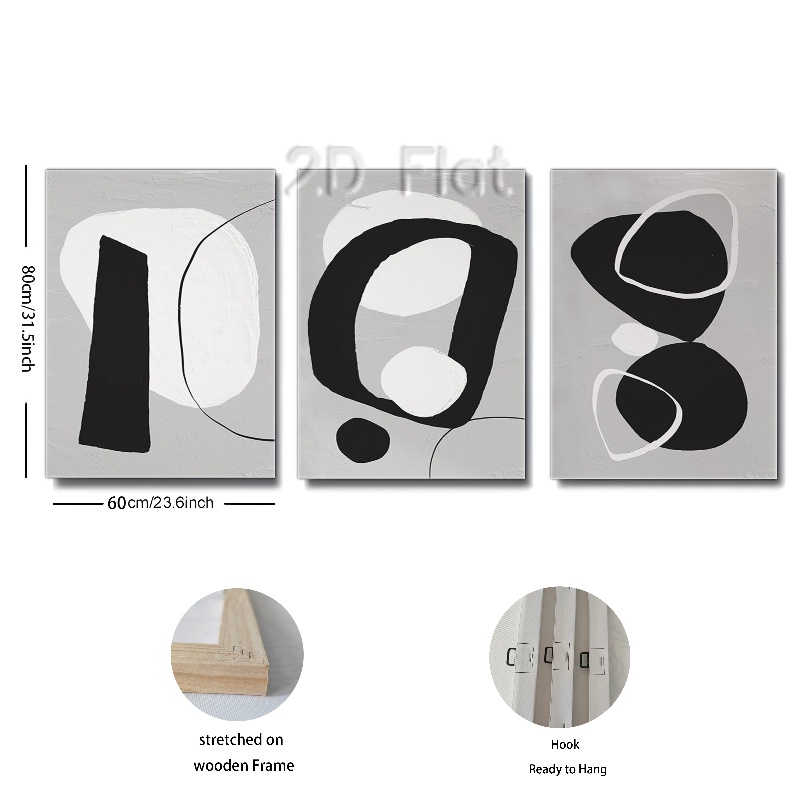 2D Flat
80cm/31.5inch
60cm/23.6inch
stretched on
wooden Frame
Hook
Ready to Hang